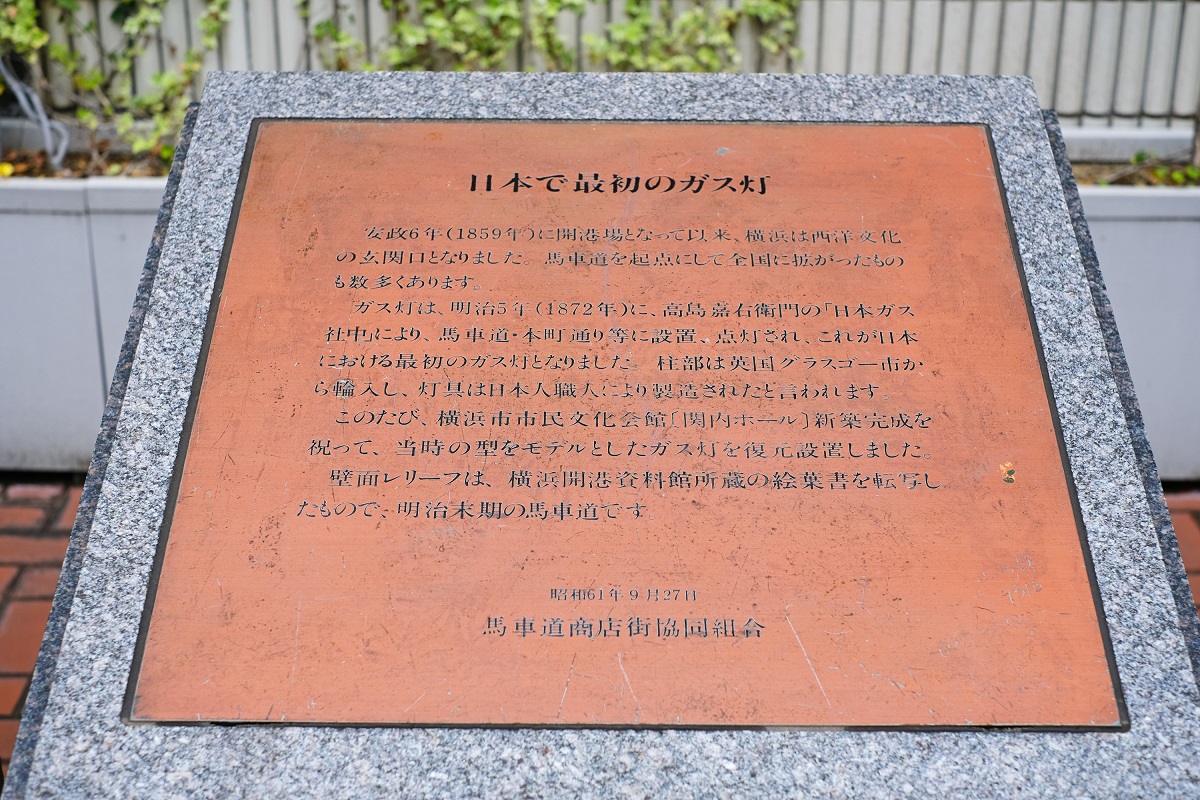 日本で最初のガス灯
安政6年(1859年)に開港場となって以来、横浜は西洋文化
の玄関口となりました。馬車道を起点にして全国に拡がったもの
も数多くあります。
ガス灯は、明治5年(1872年)に、高島嘉右衛門の「日本ガス
社中」により、馬車道・本町通り等に設置、点灯され、これが日本
における最初のガス灯となりました。柱部は英国グラスゴー市か
ら輸入し、灯具は日本人職人により製造されたと言われます。
このたび、横浜市市民文化会館〔関内ホール〕新築完成を
祝って、当時の型をモデルとしたガス灯を復元設置しました。
壁面レリーフは、横浜開港資料館所蔵の絵葉書を転写し
たもので、明治末期の馬車道です
昭和61年9月27日
馬車道商店街協同組合